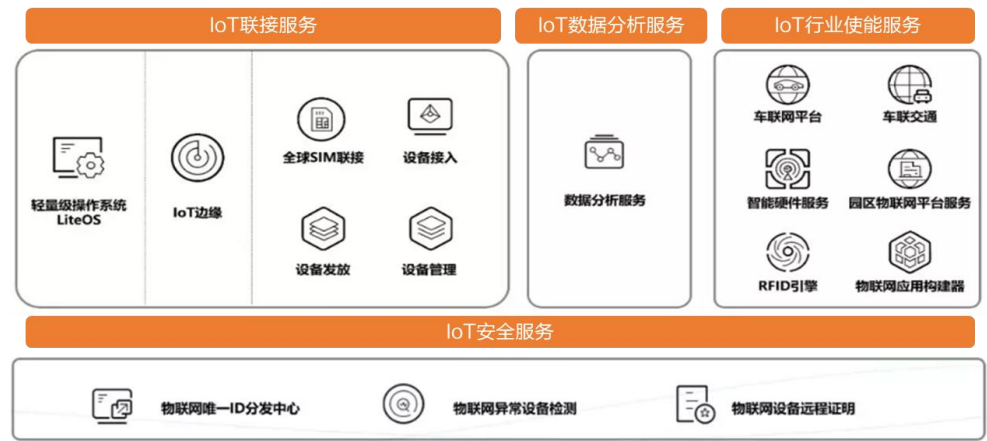 IoT联接服务
IoT数据分析服务
IoT行业使能服务
轻量级操作系统
LiteOS
IoT边缘
全球SIM联接
设备接入
设备发放
设备管理
数据分析服务
车联网平台
车联交通
智能硬件服务
园区物联网平台服务
RFID引擎
物联网应用构建器
IoT安全服务
物联网唯一ID分发中心
物联网异常设备检测
物联网设备远程证明